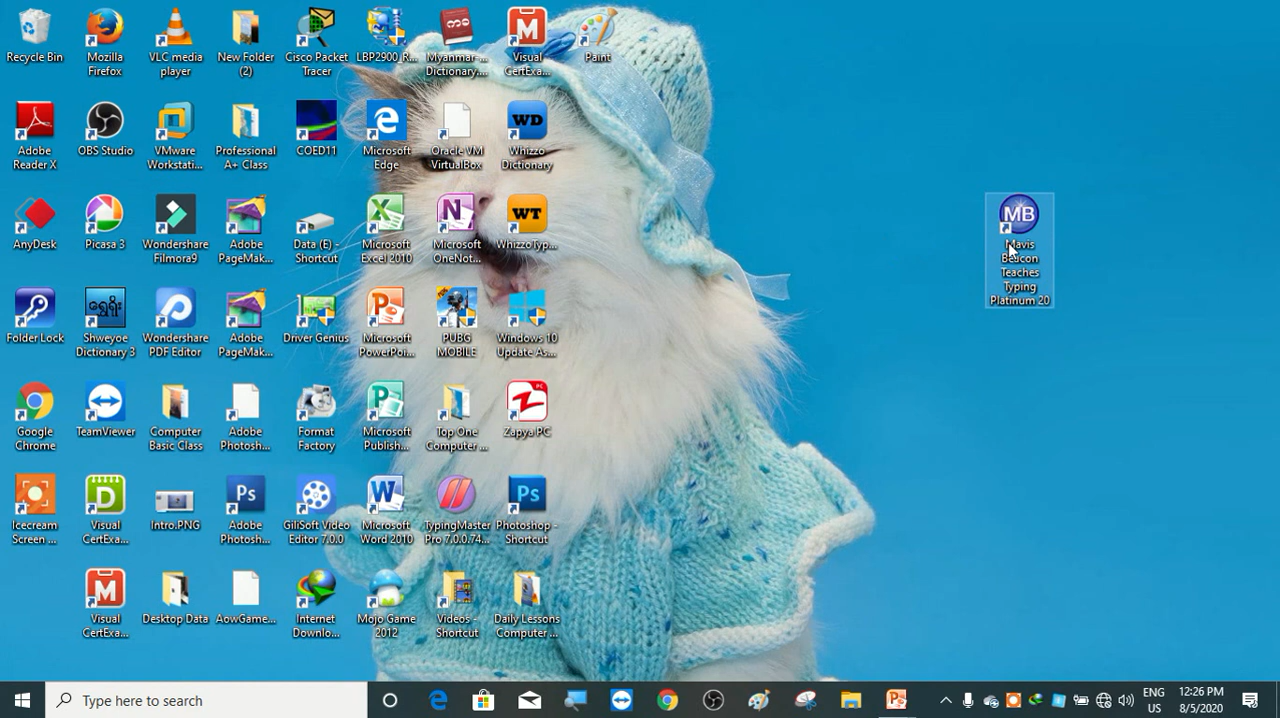 Recycle Bin
Mozilla
Firefox
VLC media
player
New Folder
(2)
Cisco Packet
Tracer
LBP2900_R...
Myanmar-...
Dictionary....
M
Visual
CertExa...
Paint
Adobe
Reader X
OBS Studio
VMware
Workstati...
Professional
A+ Class
COED11
Microsoft
Edge
Oracle VM
VirtualBox
WD
Whizzo
Dictionary
AnyDesk
Picasa 3
Wondershare
Filmora9
Adobe
PageMak...
Data (E) -
Shortcut
Microsoft
Excel 2010
Microsoft
OneNot...
WT
WhizzoTyp...
MB
Mavis
Beacon
Teaches
Typing
Platinum 20
Folder Lock
Shweyoe
Dictionary 3
Wondershare
PDF Editor
Adobe
PageMak...
Driver Genius
Microsoft
PowerPoi...
PUBG
MOBILE
Windows 10
Update As...
Google
Chrome
TeamViewer
Computer
Basic Class
Adobe
Photosh...
Format
Factory
Microsoft
Publish...
Top One
Computer ...
Zapya PC
Icecream
Screen ...
D
Visual
CertExa...
Intro.PNG
Ps
Adobe
Photosh...
GiliSoft Video
Editor 7.0.0
Microsoft
Word 2010
TypingMaster
Pro 7.0.0.74...
Ps
Photoshop -
Shortcut
M
Visual
CertExa...
Desktop Data
AowGame...
Internet
Downlo...
Mojo Game
2012
Videos -
Shortcut
Daily Lessons
Computer ...
Type here to search
ENG
US
12:26 PM
8/5/2020